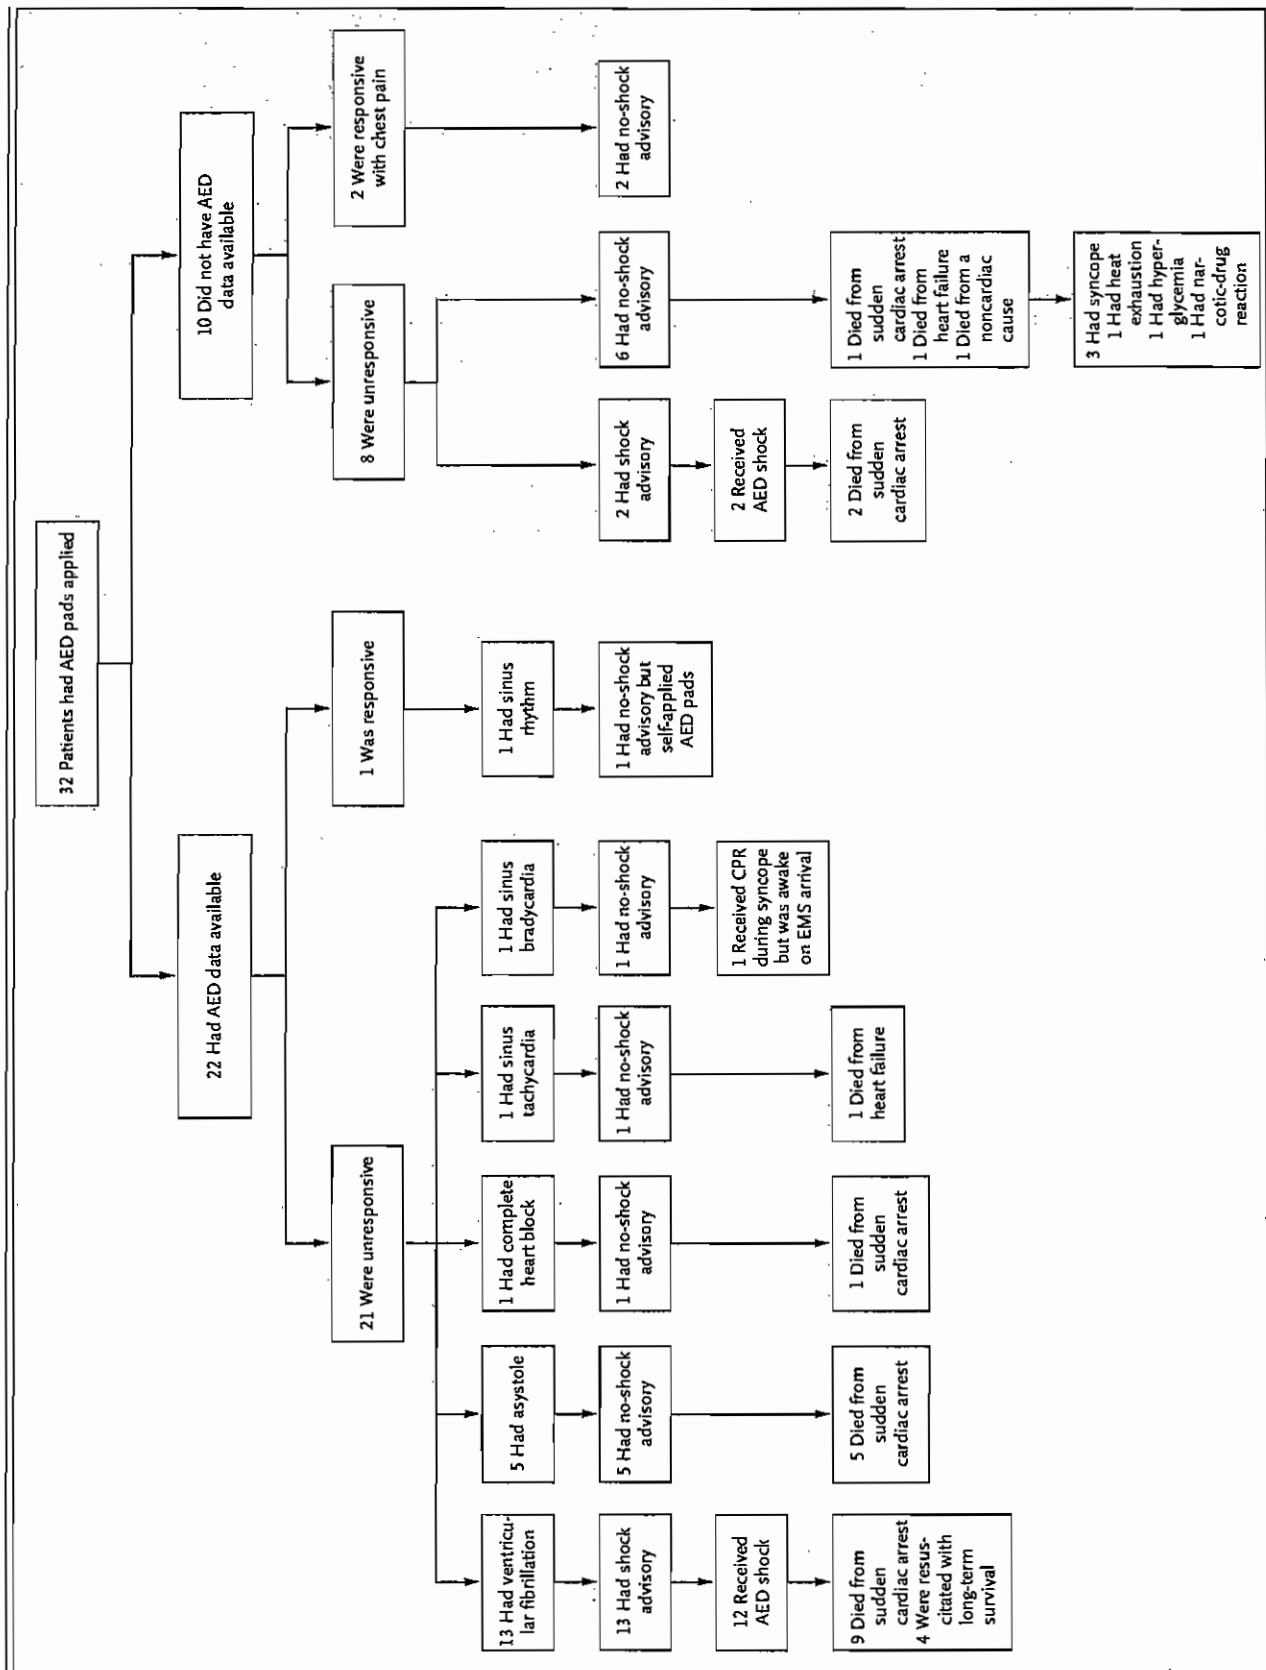 32 Patients had AED pads applied
22 Had AED data available
10 Did not have AED
data available
21 Were unresponsive
1 Was responsive
8 Were unresponsive
2 Were responsive
with chest pain
13 Had ventricu-
lar fibrillation
5 Had asystole
1 Had complete
heart block
1 Had sinus
tachycardia
1 Had sinus
bradycardia
1 Had sinus
rhythm
13 Had shock
advisory
5 Had no-shock
advisory
1 Had no-shock
advisory
1 Had no-shock
advisory
1 Had no-shock
advisory
1 Had no-shock
advisory but
self-applied
AED pads
2 Had shock
advisory
6 Had no-shock
advisory
2 Had no-shock
advisory
12 Received
AED shock
1 Received CPR
during syncope
but was awake
on EMS arrival
2 Received
AED shock
9 Died from
sudden
cardiac arrest
4 Were resus-
citated with
long-term
survival
5 Died from
sudden
cardiac arrest
1 Died from
sudden
cardiac arrest
1 Died from
heart failure
2 Died from
sudden
cardiac arrest
1 Died from
sudden
cardiac arrest
1 Died from
heart failure
1 Died from a
noncardiac
cause
3 Had syncope
1 Had heat
exhaustion
1 Had hyper-
glycemia
1 Had nar-
cotic-drug
reaction